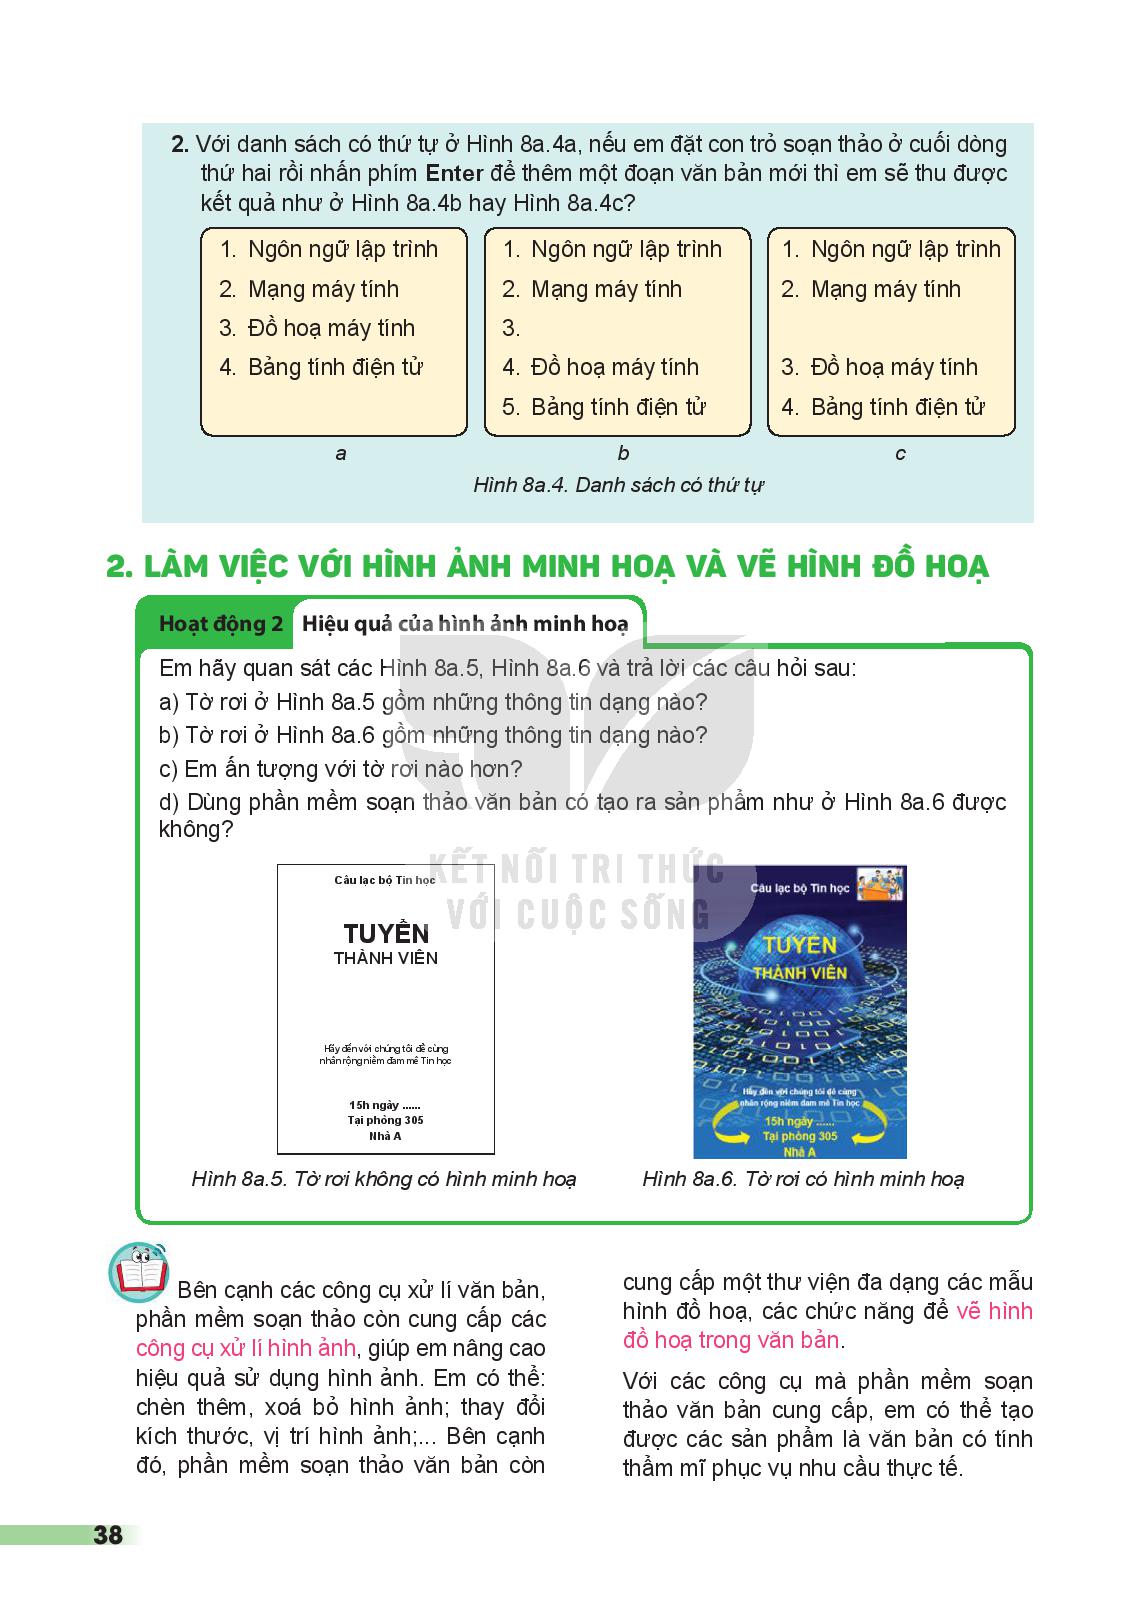 2. Với danh sách có thứ tự ở Hình 8a.4a, nếu em đặt con trỏ soạn thảo ở cuối dòng
thứ hai rồi nhấn phím Enter để thêm một đoạn văn bản mới thì em sẽ thu được
kết quả như ở Hình 8a.4b hay Hình 8a.4c?
1. Ngôn ngữ lập trình
2. Mạng máy tính
3. Đồ hoạ máy tính
4. Bảng tính điện tử
a
1. Ngôn ngữ lập trình
2. Mạng máy tính
3.
4. Đồ hoạ máy tính
5. Bảng tính điện tử
b
1. Ngôn ngữ lập trình
2. Mạng máy tính
3. Đồ hoạ máy tính
4. Bảng tính điện tử
c
Hình 8a.4. Danh sách có thứ tự
2. LÀM VIỆC VỚI HÌNH ẢNH MINH HOẠ VÀ VẼ HÌNH ĐỒ HOẠ
Hoạt động 2 Hiệu quả của hình ảnh minh hoạ
Em hãy quan sát các Hình 8a.5, Hình 8a.6 và trả lời các câu hỏi sau:
a) Tờ rơi ở Hình 8a.5 gồm những thông tin dạng nào?
b) Tờ rơi ở Hình 8a.6 gồm những thông tin dạng nào?
c) Em ấn tượng với tờ rơi nào hơn?
d) Dùng phần mềm soạn thảo văn bản có tạo ra sản phẩm như ở Hình 8a.6 được
không?
KẾT NỐI TRI THỨC
VỚI CUỘC SỐNG
Câu lạc bộ Tin học
TUYỂN
THÀNH VIÊN
Hãy đến với chúng tôi để cùng
nhân rộng niềm đam mê Tin học
15h ngày ......
Tại phòng 305
Nhà A
Hình 8a.5. Tờ rơi không có hình minh hoạ
Câu lạc bộ Tin học
TUYỂN
THÀNH VIÊN
Hãy đến với chúng tôi để cùng
nhân rộng niềm đam mê Tin học
15h ngày ......
Tại phòng 305
Nhà A
Hình 8a.6. Tờ rơi có hình minh hoạ
Bên cạnh các công cụ xử lí văn bản,
phần mềm soạn thảo còn cung cấp các
công cụ xử lí hình ảnh, giúp em nâng cao
hiệu quả sử dụng hình ảnh. Em có thể:
chèn thêm, xoá bỏ hình ảnh; thay đổi
kích thước, vị trí hình ảnh;... Bên cạnh
đó, phần mềm soạn thảo văn bản còn
cung cấp một thư viện đa dạng các mẫu
hình đồ hoạ, các chức năng để vẽ hình
đồ hoạ trong văn bản.
Với các công cụ mà phần mềm soạn
thảo văn bản cung cấp, em có thể tạo
được các sản phẩm là văn bản có tính
thẩm mĩ phục vụ nhu cầu thực tế.
38